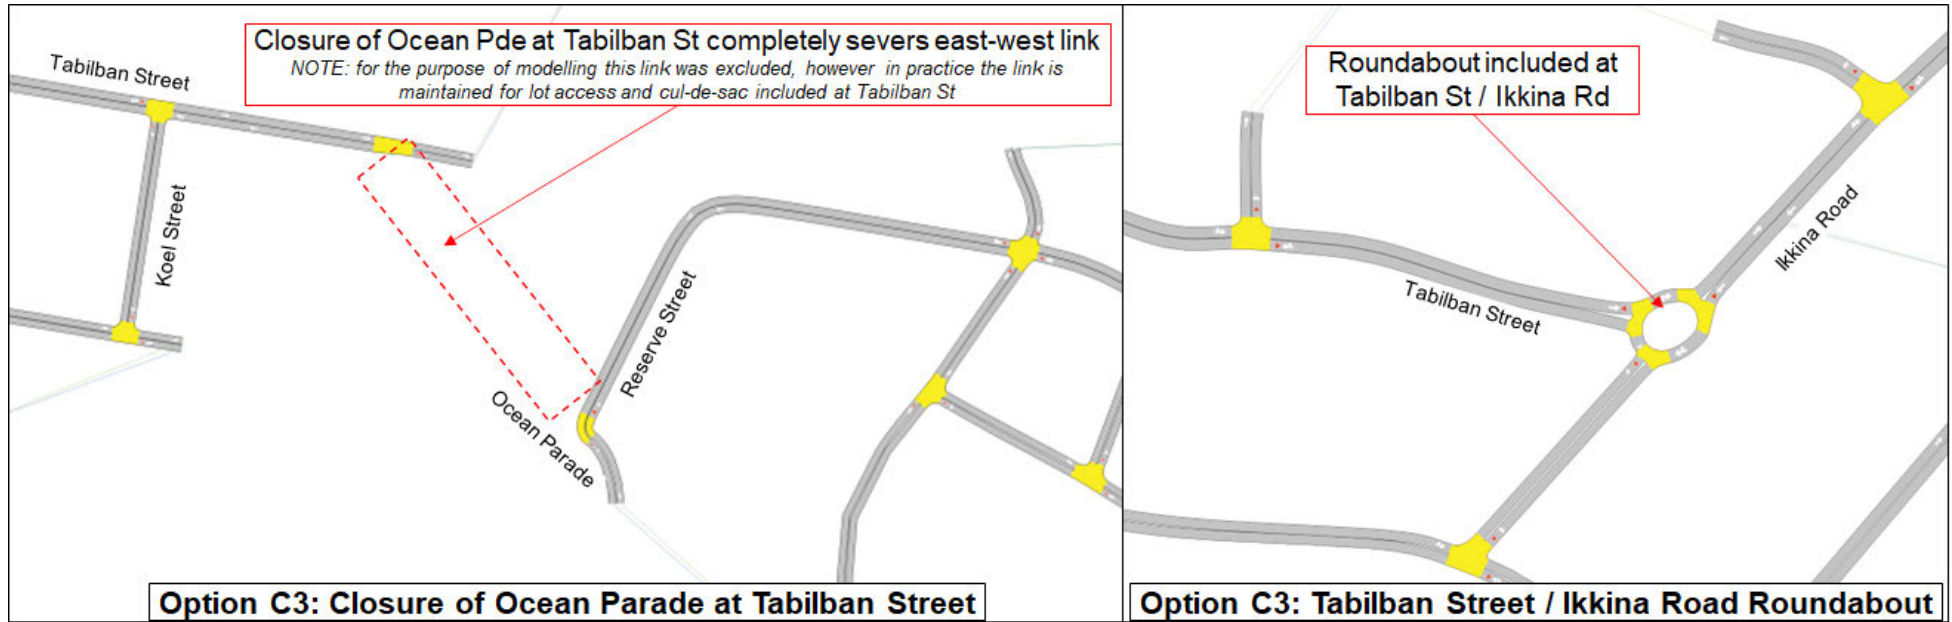 Closure of Ocean Pde at Tabilban St completely severs east-west link
NOTE: for the purpose of modelling this link was excluded, however in practice the link is
maintained for lot access and cul-de-sac included at Tabilban St
Tabilban Street
Koel Street
Reserve Street
Ocean Parade
Option C3: Closure of Ocean Parade at Tabilban Street
Roundabout included at
Tabilban St / Ikkina Rd
Ikkina Road
Tabilban Street
Option C3: Tabilban Street / Ikkina Road Roundabout